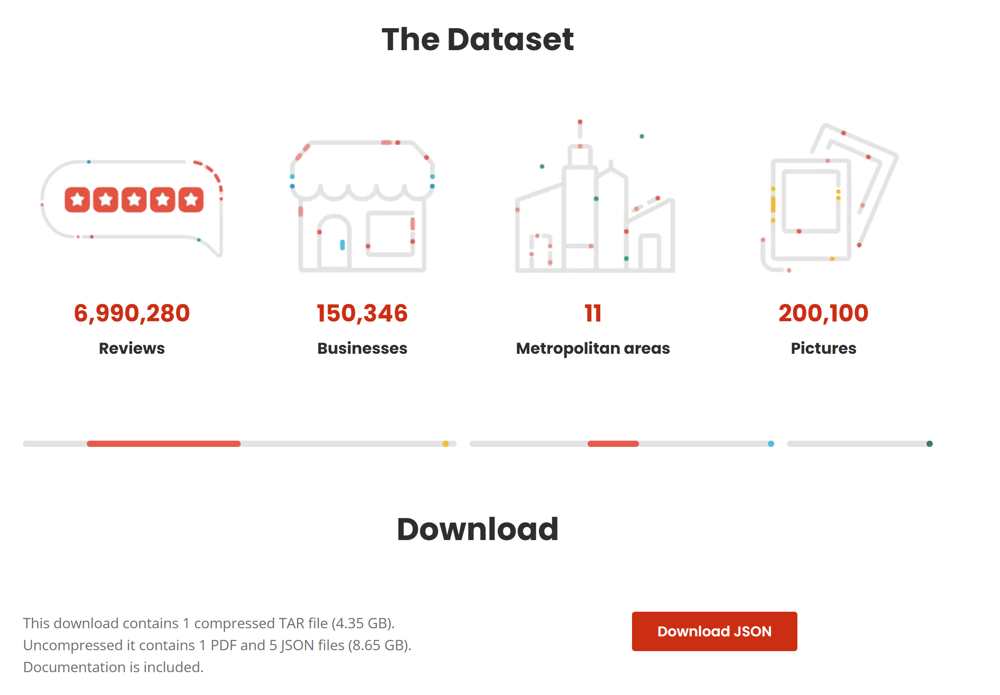 The Dataset
6,990,280
Reviews
150,346
Businesses
11
Metropolitan areas
200,100
Pictures
Download
This download contains 1 compressed TAR file (4.35 GB).
Uncompressed it contains 1 PDF and 5 JSON files (8.65 GB).
Documentation is included.
Download JSON